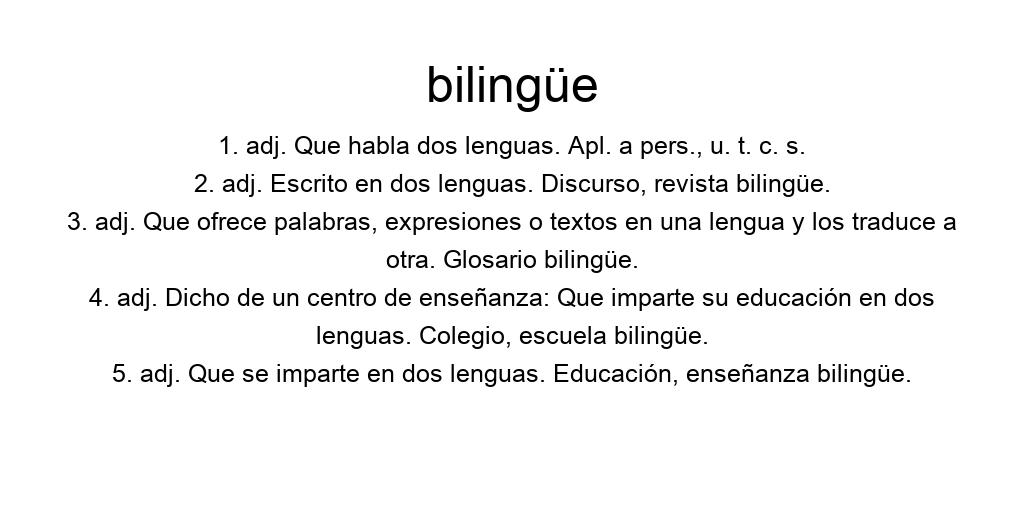 bilingüe
1. adj. Que habla dos lenguas. Apl. a pers., u. t. c. s.
2. adj. Escrito en dos lenguas. Discurso, revista bilingüe.
3. adj. Que ofrece palabras, expresiones o textos en una lengua y los traduce a
otra. Glosario bilingüe.
4. adj. Dicho de un centro de enseñanza: Que imparte su educación en dos
lenguas. Colegio, escuela bilingüe.
5. adj. Que se imparte en dos lenguas. Educación, enseñanza bilingüe.